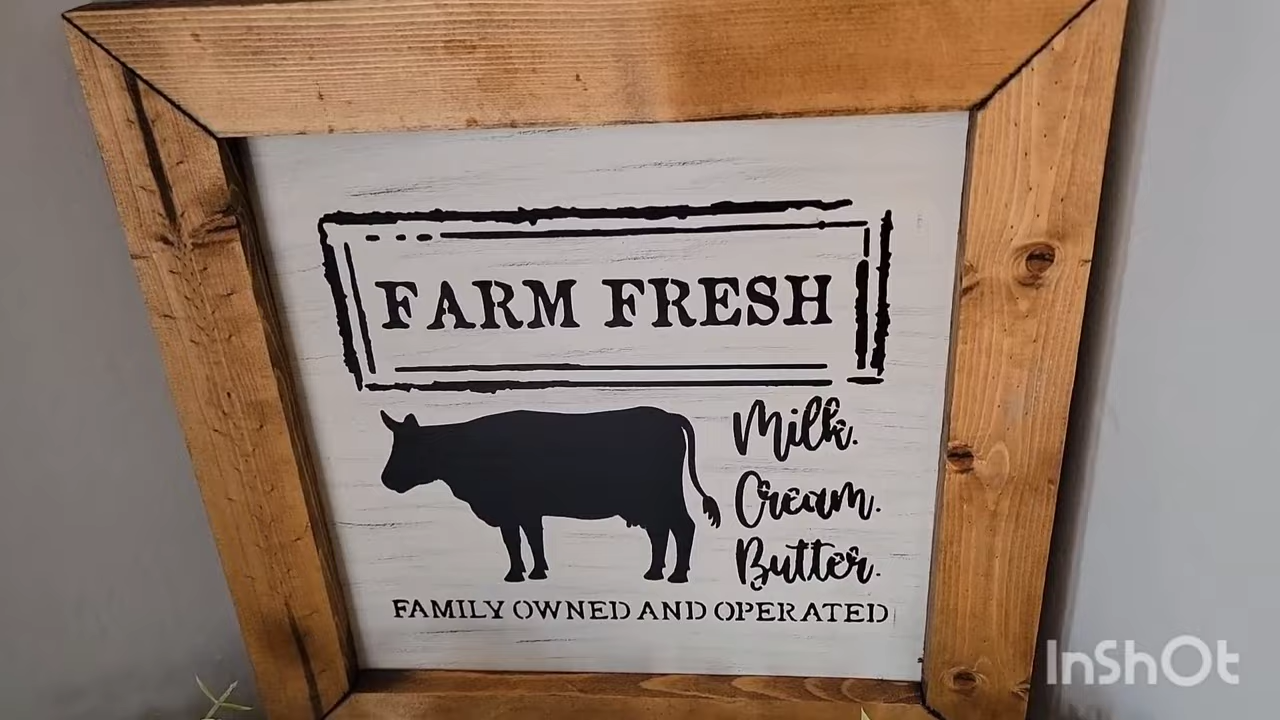 FARM FRESH
Milk.
Cream.
Butter.
FAMILY OWNED AND OPERATED
InShOt